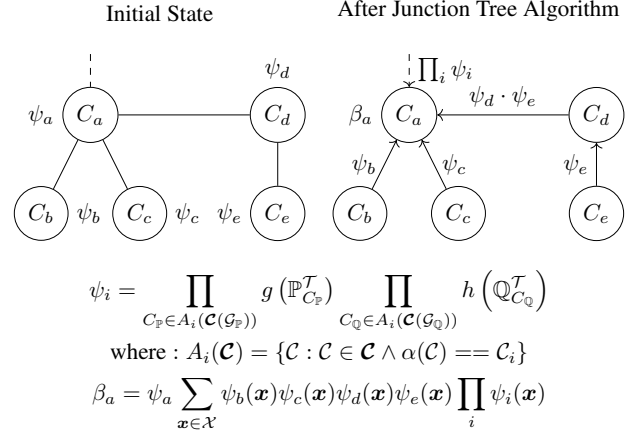 Initial State
After Junction Tree Algorithm
ψ_d
∏_i ψ_i
ψ_a C_a C_d
β_a C_a ψ_d · ψ_e C_d
ψ_b ψ_c ψ_e
C_b ψ_b C_c ψ_c ψ_e C_e
C_b C_c C_e
ψ_i = ∏_{C_ℙ∈A_i(𝓒(𝒢_ℙ))} g(ℙ^𝒯_{C_ℙ}) ∏_{C_ℚ∈A_i(𝓒(𝒢_ℚ))} h(ℚ^𝒯_{C_ℚ})
where : A_i(𝓒) = {𝒞 : 𝒞 ∈ 𝓒 ∧ α(𝒞) == 𝒞_i}
β_a = ψ_a ∑_{𝒙∈𝒳} ψ_b(𝒙)ψ_c(𝒙)ψ_d(𝒙)ψ_e(𝒙) ∏_i ψ_i(𝒙)